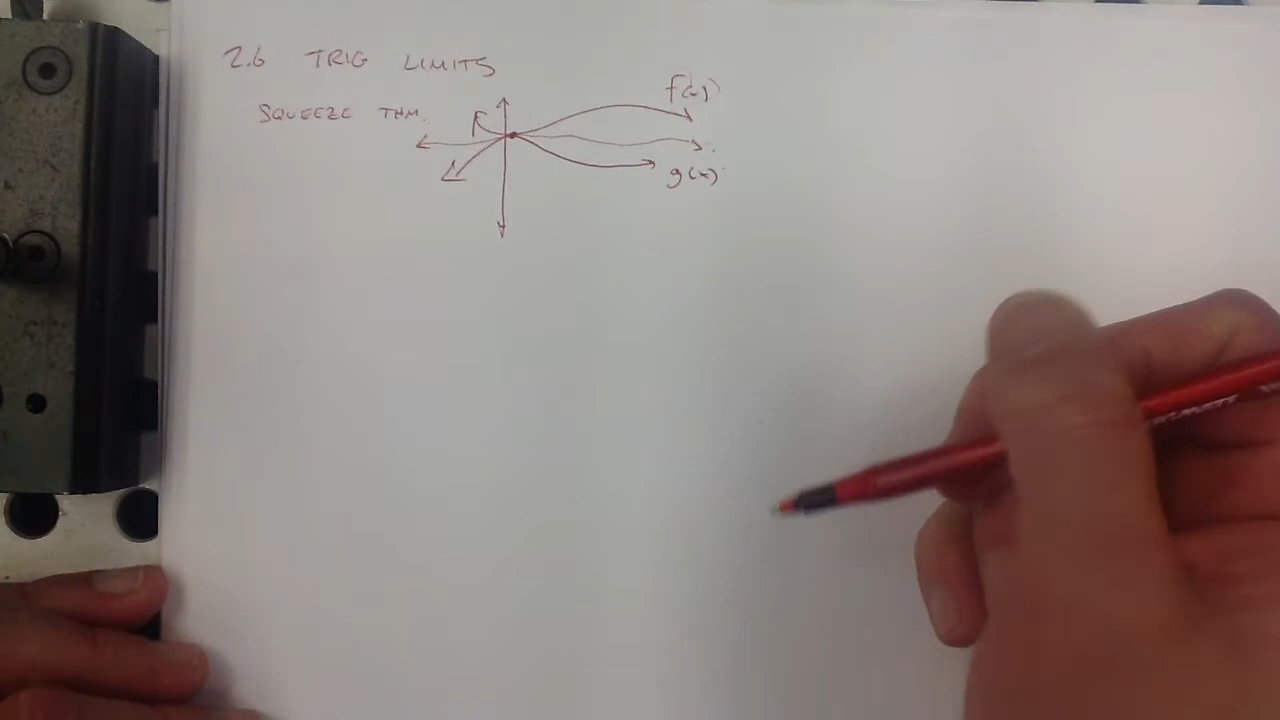 2.6 TRIG LIMITS
SQUEEZE THM.
f(x)
g(x)